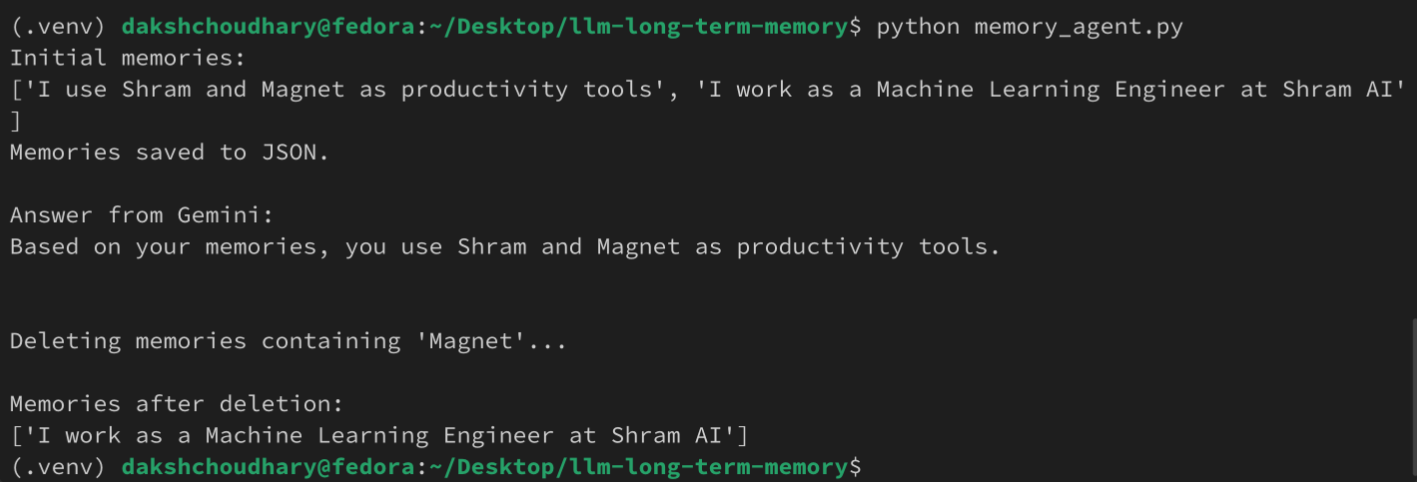 (.venv) dakshchoudhary@fedora:~/Desktop/llm-long-term-memory$ python memory_agent.py
Initial memories:
['I use Shram and Magnet as productivity tools', 'I work as a Machine Learning Engineer at Shram AI'
]
Memories saved to JSON.
Answer from Gemini:
Based on your memories, you use Shram and Magnet as productivity tools.
Deleting memories containing 'Magnet'...
Memories after deletion:
['I work as a Machine Learning Engineer at Shram AI']
(.venv) dakshchoudhary@fedora:~/Desktop/llm-long-term-memory$